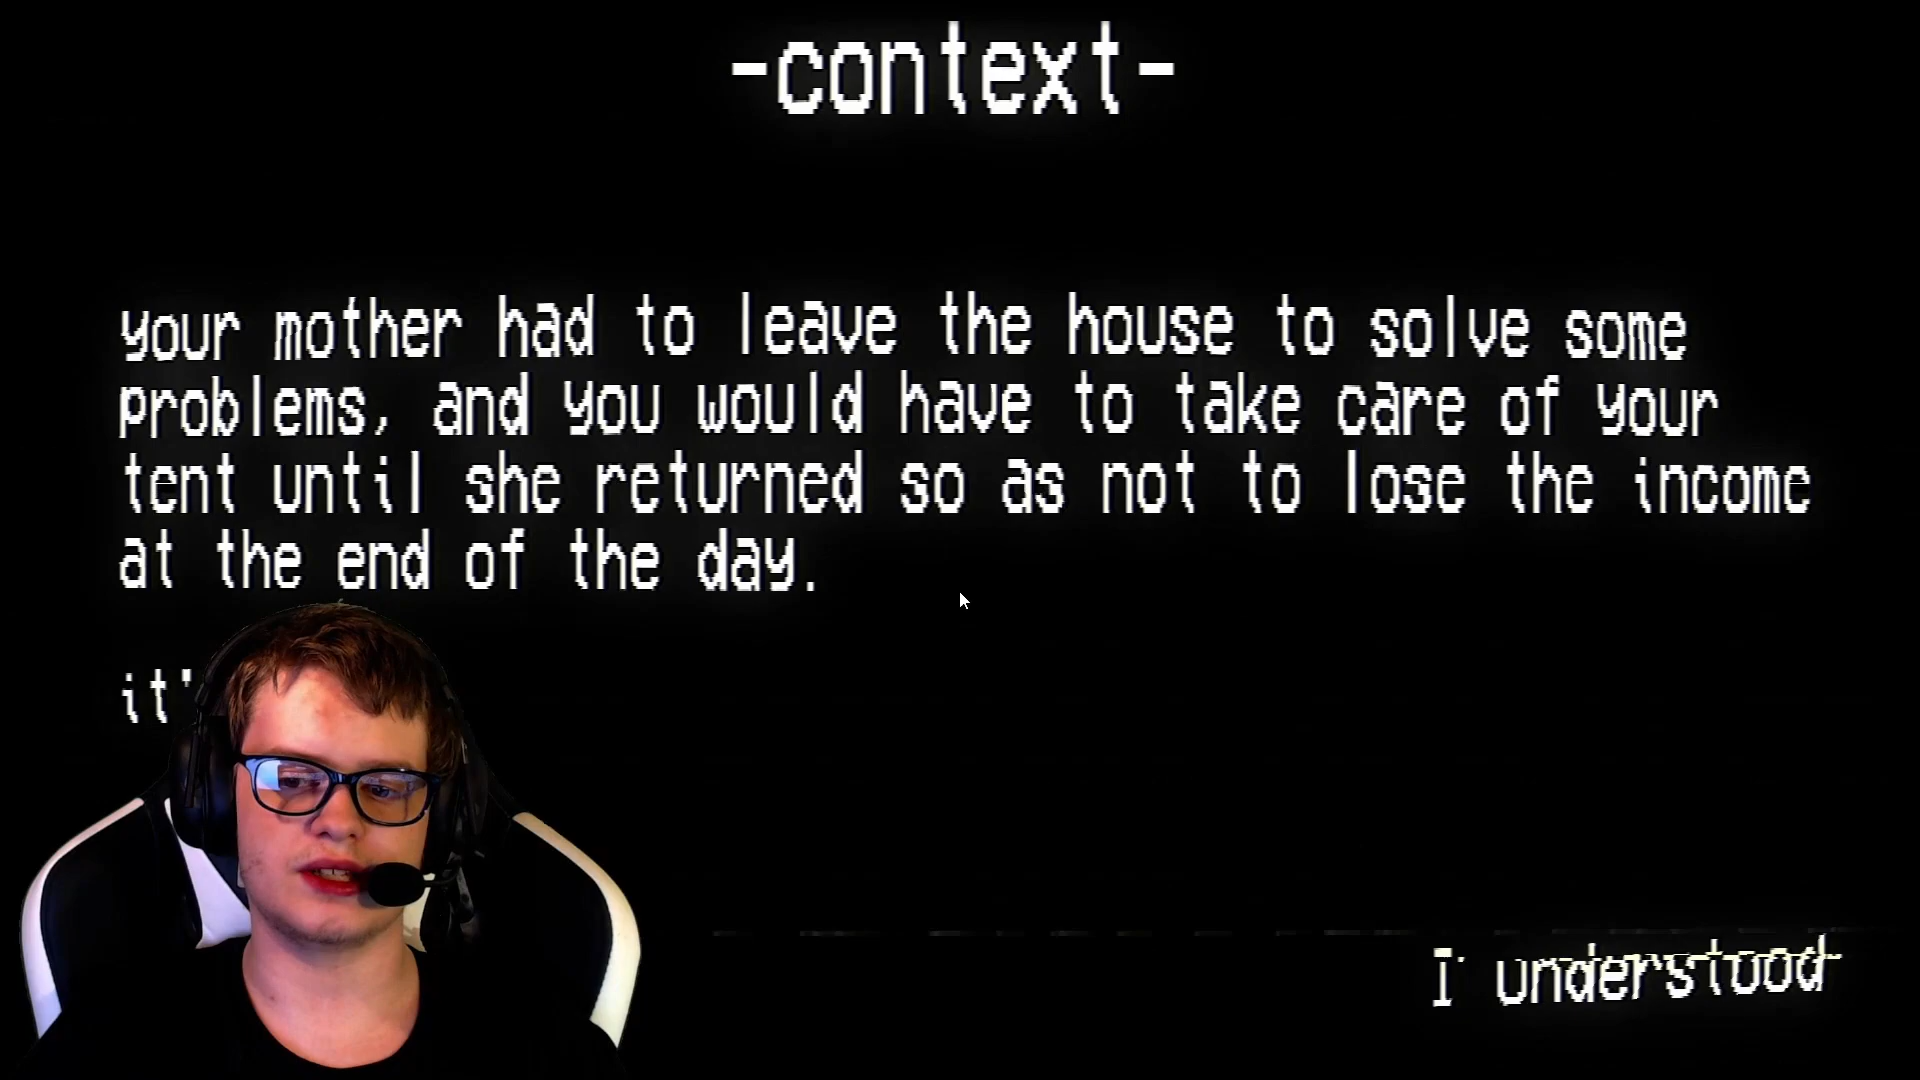 -context-
your mother had to leave the house to solve some
problems, and you would have to take care of your
tent until she returned so as not to lose the income
at the end of the day.
it'
I understood